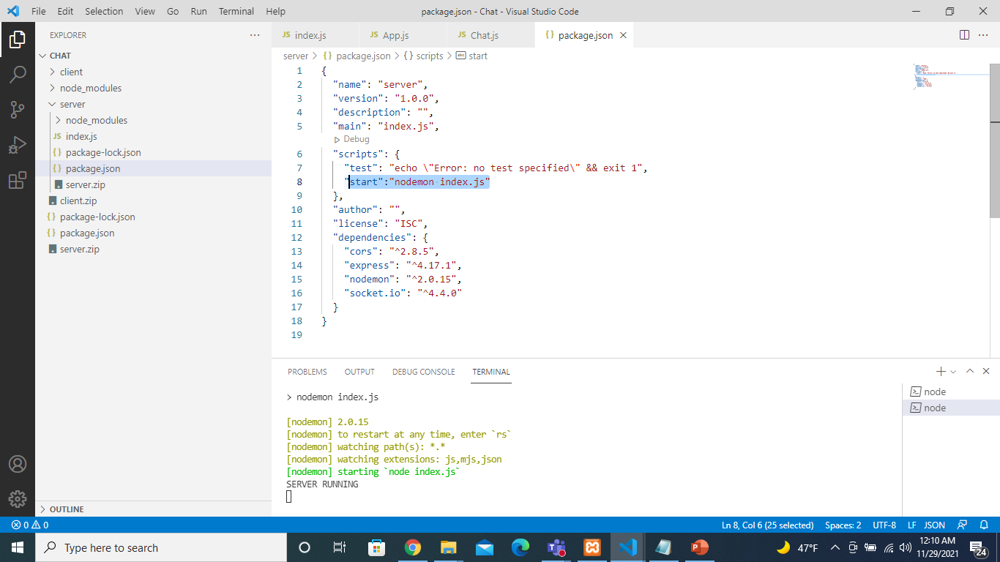 File Edit Selection View Go Run Terminal Help
package.json - Chat - Visual Studio Code
EXPLORER
CHAT
client
node_modules
server
node_modules
JS index.js
{} package-lock.json
{} package.json
server.zip
client.zip
{} package-lock.json
{} package.json
server.zip
OUTLINE
JS index.js JS App.js JS Chat.js {} package.json
server > {} package.json > {} scripts > abc start
1 {
2 "name": "server",
3 "version": "1.0.0",
4 "description": "",
5 "main": "index.js",
Debug
6 "scripts": {
7 "test": "echo \"Error: no test specified\" && exit 1",
8 "start":"nodemon index.js"
9 },
10 "author": "",
11 "license": "ISC",
12 "dependencies": {
13 "cors": "^2.8.5",
14 "express": "^4.17.1",
15 "nodemon": "^2.0.15",
16 "socket.io": "^4.4.0"
17 }
18 }
19
PROBLEMS OUTPUT DEBUG CONSOLE TERMINAL
> nodemon index.js
[nodemon] 2.0.15
[nodemon] to restart at any time, enter `rs`
[nodemon] watching path(s): *.*
[nodemon] watching extensions: js,mjs,json
[nodemon] starting `node index.js`
SERVER RUNNING
node
node
0 0 Ln 8, Col 6 (25 selected) Spaces: 2 UTF-8 LF JSON
Type here to search
47°F
12:10 AM
11/29/2021
24